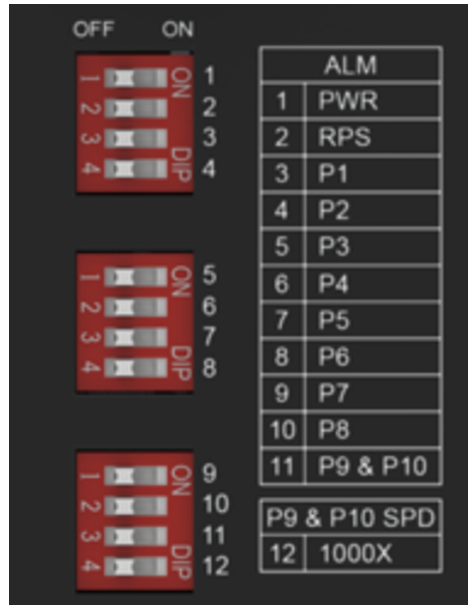 OFF ON
1 ON 1
2 2
3 3
4 DIP 4
1 ON 5
2 6
3 7
4 DIP 8
1 ON 9
2 10
3 11
4 DIP 12
ALM
1 PWR
2 RPS
3 P1
4 P2
5 P3
6 P4
7 P5
8 P6
9 P7
10 P8
11 P9 & P10
P9 & P10 SPD
12 1000X